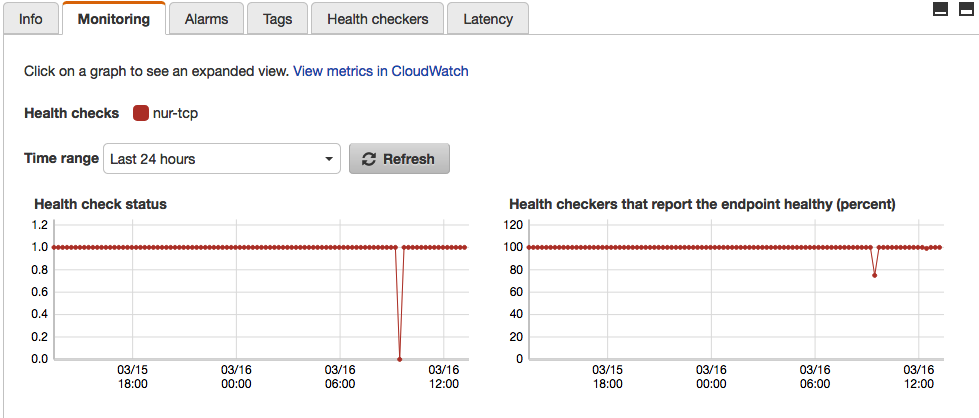 Info Monitoring Alarms Tags Health checkers Latency
Click on a graph to see an expanded view. View metrics in CloudWatch
Health checks nur-tcp
Time range Last 24 hours Refresh
Health check status
1.2
1.0
0.8
0.6
0.4
0.2
0.0
03/15 03/16 03/16 03/16
18:00 00:00 06:00 12:00
Health checkers that report the endpoint healthy (percent)
120
100
80
60
40
20
0
03/15 03/16 03/16 03/16
18:00 00:00 06:00 12:00